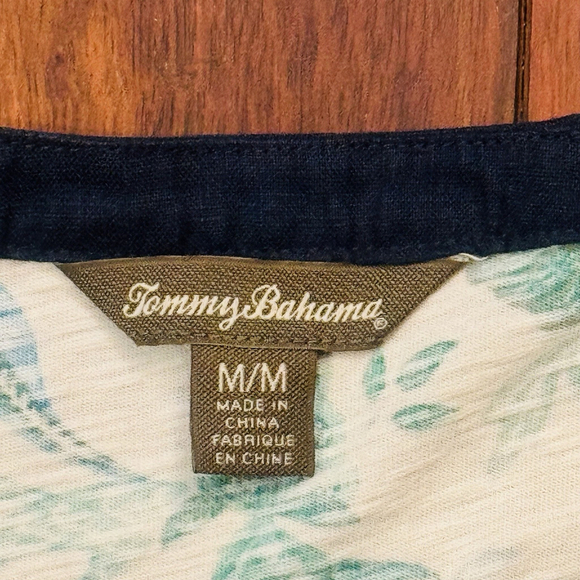 Tommy Bahama®
M/M
MADE IN
CHINA
FABRIQUE
EN CHINE